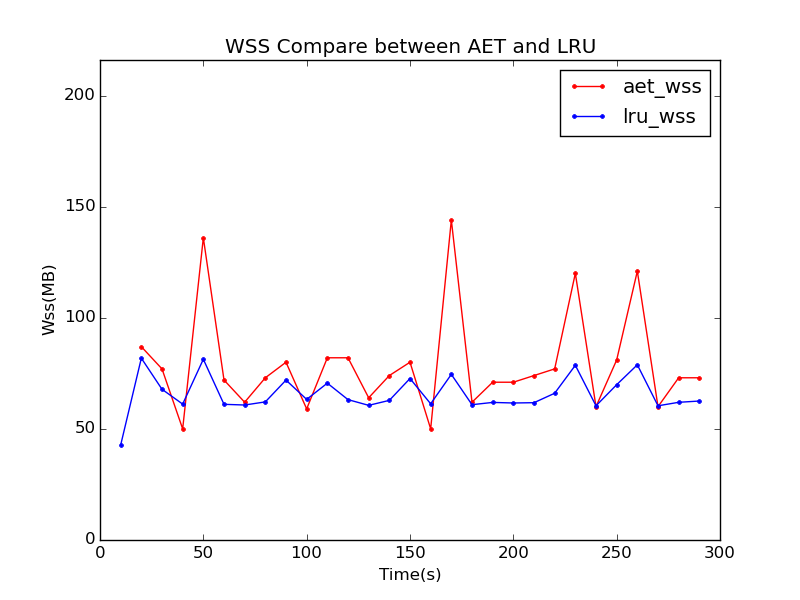 WSS Compare between AET and LRU
aet_wss
lru_wss
200
150
100
50
0
Wss(MB)
0 50 100 150 200 250 300
Time(s)